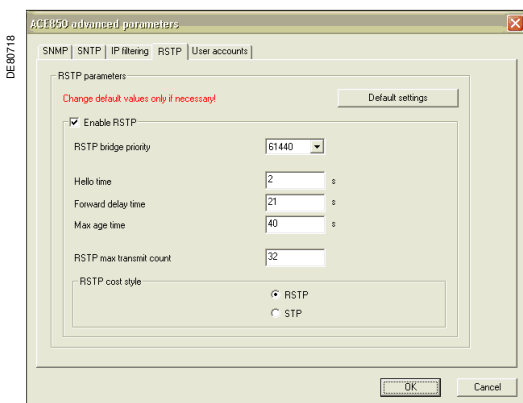 DE80718
ACE850 advanced parameters
SNMP SNTP IP filtering RSTP User accounts
RSTP parameters
Change default values only if necessary! Default settings
Enable RSTP
RSTP bridge priority 61440
Hello time 2 s
Forward delay time 21 s
Max age time 40 s
RSTP max transmit count 32
RSTP cost style
RSTP
STP
OK Cancel